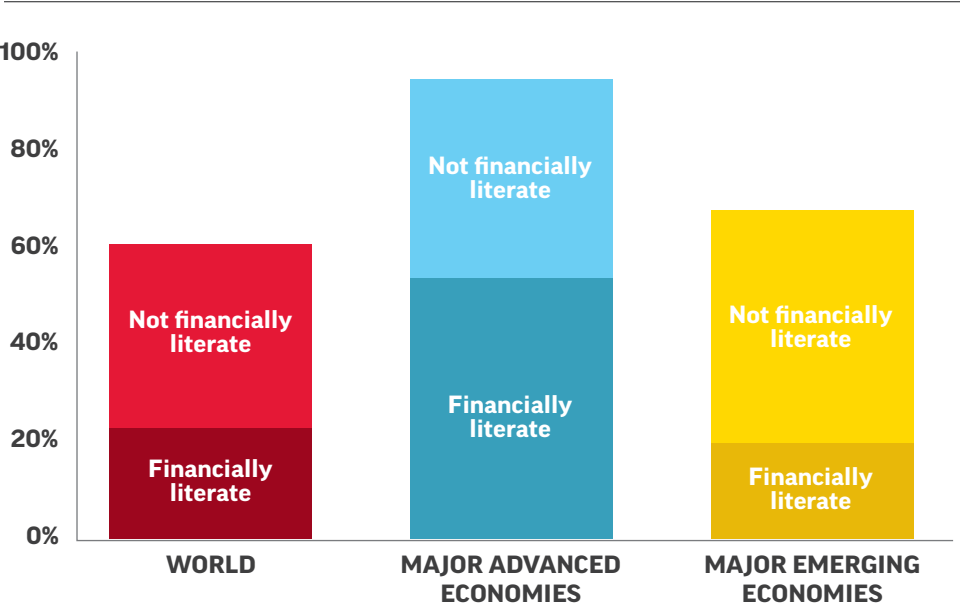 100%
80%
60%
40%
20%
0%
Not financially
literate
Financially
literate
Not financially
literate
Financially
literate
Not financially
literate
Financially
literate
WORLD
MAJOR ADVANCED
ECONOMIES
MAJOR EMERGING
ECONOMIES